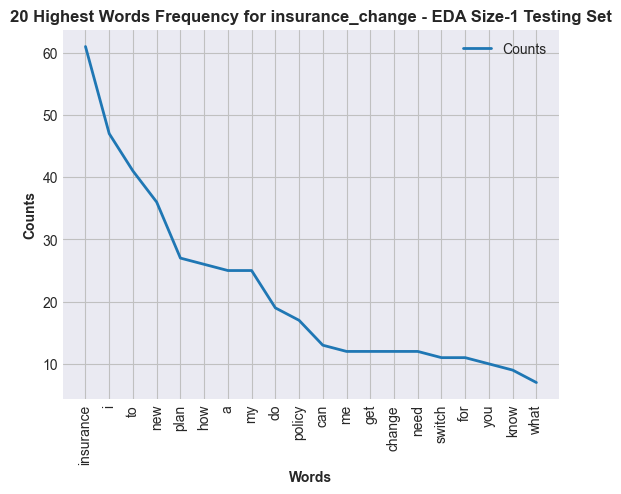 20 Highest Words Frequency for insurance_change - EDA Size-1 Testing Set
Counts
60
50
40
30
20
10
Counts
insurance
i
to
new
plan
how
a
my
do
policy
can
me
get
change
need
switch
for
you
know
what
Words